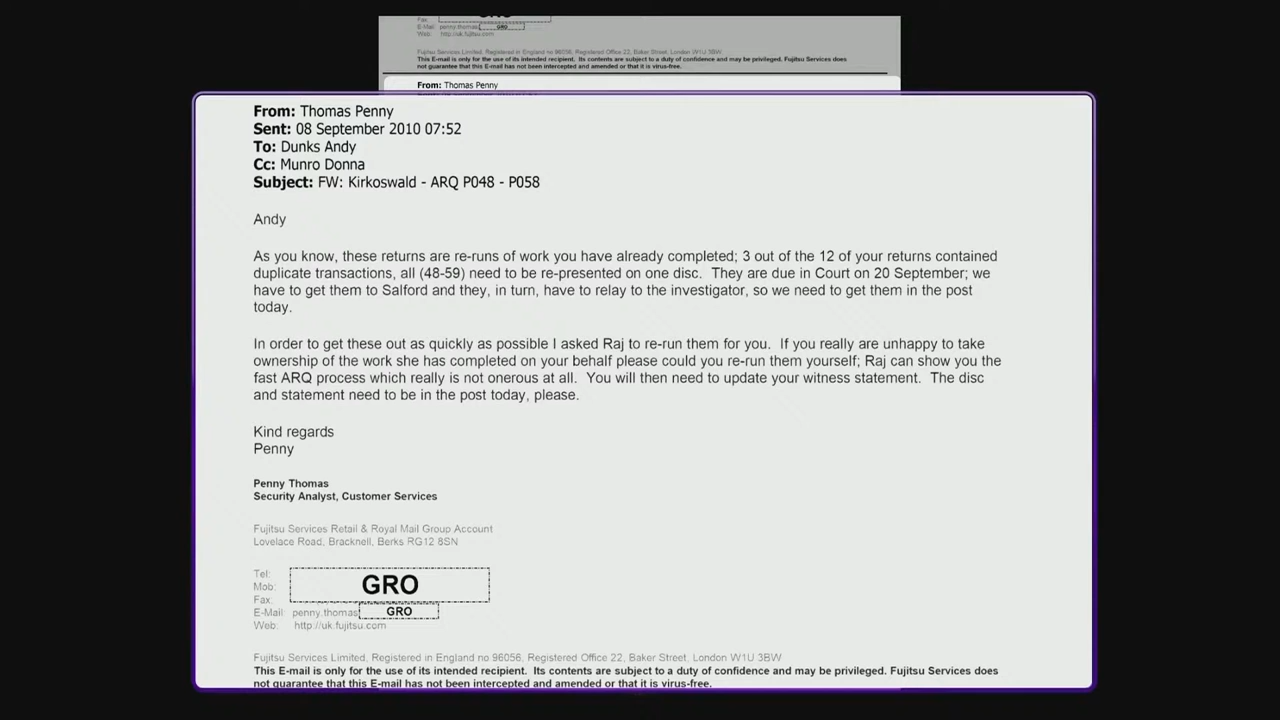 Fax:
GRO
E-Mail: penny.thomas GRO
Web: http://uk.fujitsu.com
Fujitsu Services Limited, Registered in England no 96056, Registered Office 22, Baker Street, London W1U 3BW
This E-mail is only for the use of its intended recipient. Its contents are subject to a duty of confidence and may be privileged. Fujitsu Services does
not guarantee that this E-mail has not been intercepted and amended or that it is virus-free.
From: Thomas Penny
From: Thomas Penny
Sent: 08 September 2010 07:52
To: Dunks Andy
Cc: Munro Donna
Subject: FW: Kirkoswald - ARQ P048 - P058
Andy
As you know, these returns are re-runs of work you have already completed; 3 out of the 12 of your returns contained
duplicate transactions, all (48-59) need to be re-presented on one disc. They are due in Court on 20 September; we
have to get them to Salford and they, in turn, have to relay to the investigator, so we need to get them in the post
today.
In order to get these out as quickly as possible I asked Raj to re-run them for you. If you really are unhappy to take
ownership of the work she has completed on your behalf please could you re-run them yourself; Raj can show you the
fast ARQ process which really is not onerous at all. You will then need to update your witness statement. The disc
and statement need to be in the post today, please.
Kind regards
Penny
Penny Thomas
Security Analyst, Customer Services
Fujitsu Services Retail & Royal Mail Group Account
Lovelace Road, Bracknell, Berks RG12 8SN
Tel:
Mob:
GRO
Fax:
E-Mail: penny.thomas GRO
Web: http://uk.fujitsu.com
Fujitsu Services Limited, Registered in England no 96056, Registered Office 22, Baker Street, London W1U 3BW
This E-mail is only for the use of its intended recipient. Its contents are subject to a duty of confidence and may be privileged. Fujitsu Services does
not guarantee that this E-mail has not been intercepted and amended or that it is virus-free.